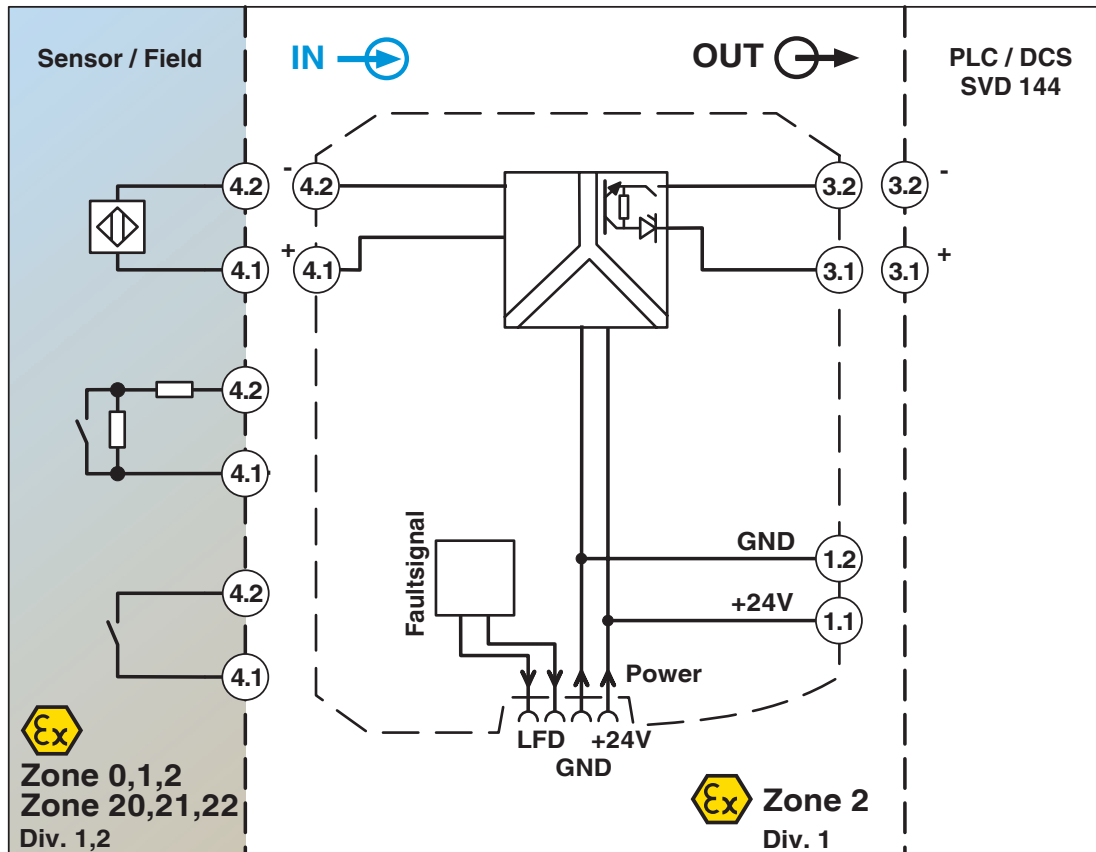 Sensor / Field
IN
OUT
PLC / DCS
SVD 144
4.2
-
4.2
3.2
3.2
-
4.1
+
4.1
3.1
3.1
+
4.2
4.1
Faultsignal
GND
1.2
4.2
+24V
1.1
4.1
Power
LFD
+24V
GND
Ex
Zone 0,1,2
Zone 20,21,22
Div. 1,2
Ex
Zone 2
Div. 1